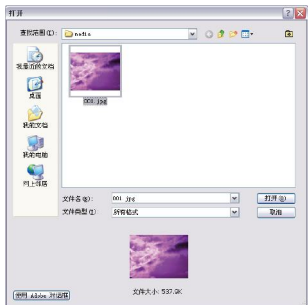 打开
查找范围(I):
media
我最近的文档
桌面
我的文档
我的电脑
网上邻居
001.jpg
文件名(N):
001.jpg
打开(O)
文件类型(T):
所有格式
取消
文件大小: 537.9K
使用 Adobe 对话框